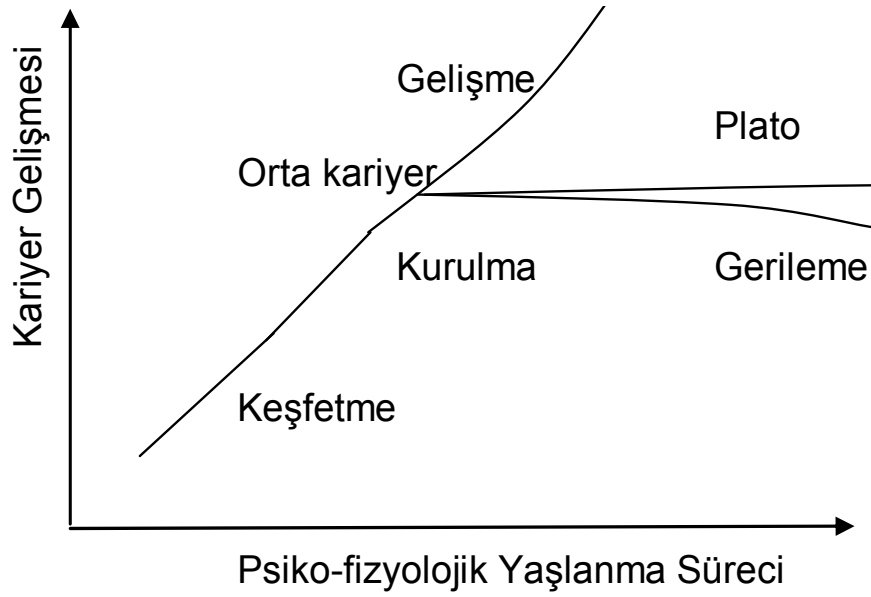 Kariyer Gelişmesi
Gelişme
Plato
Orta kariyer
Kurulma
Gerileme
Keşfetme
Psiko-fizyolojik Yaşlanma Süreci